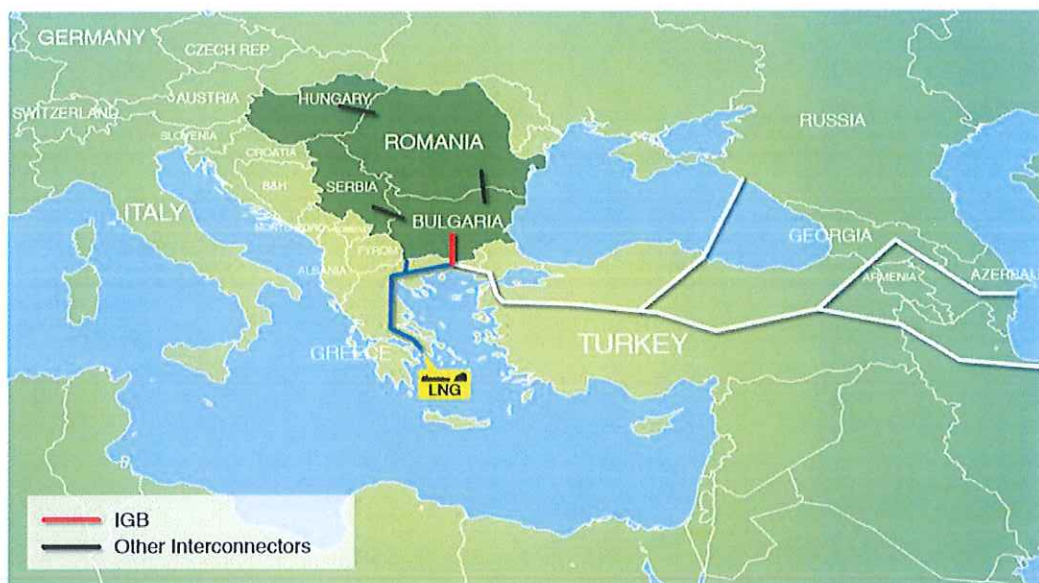 GERMANY
CZECH REP.
AUSTRIA
HUNGARY
SWITZERLAND
SLOVENIA
CROATIA
ROMANIA
RUSSIA
B&H
SERBIA
ITALY
BULGARIA
GEORGIA
FYROM
ALBANIA
ARMENIA
AZERBAI
GREECE
TURKEY
LNG
IGB
Other Interconnectors